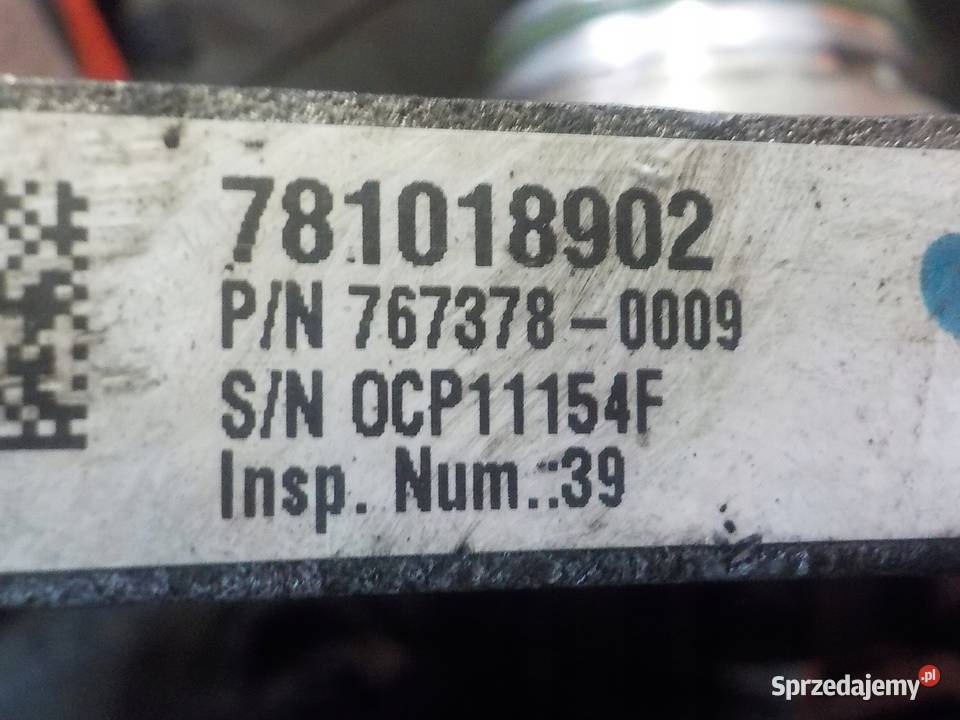 781018902
P/N 767378-0009
S/N OCP11154F
Insp. Num.:39
Sprzedajemy.pl